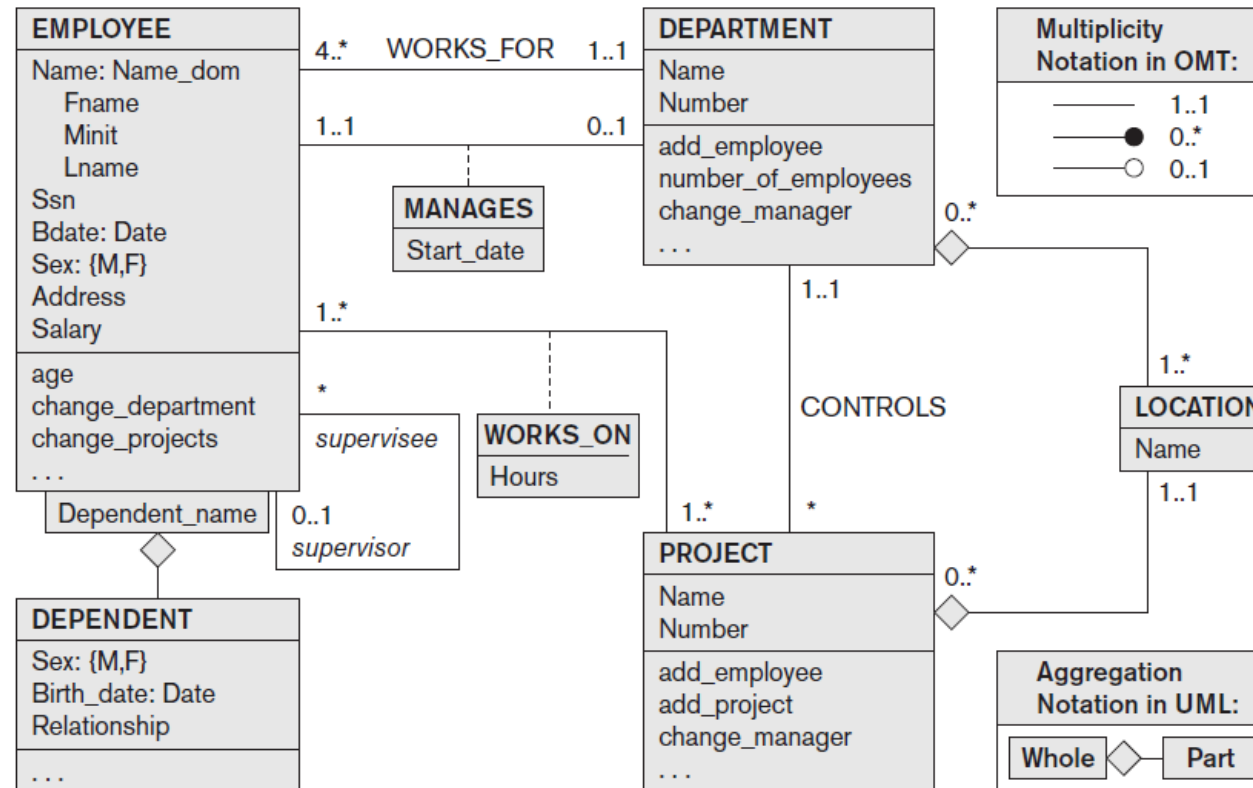 EMPLOYEE
Name: Name_dom
Fname
Minit
Lname
Ssn
Bdate: Date
Sex: {M,F}
Address
Salary
age
change_department
change_projects
. . .
Dependent_name
DEPENDENT
Sex: {M,F}
Birth_date: Date
Relationship
. . .
4..*
WORKS_FOR
1..1
1..1
0..1
MANAGES
Start_date
1..*
*
supervisee
0..1
supervisor
WORKS_ON
Hours
1..*
DEPARTMENT
Name
Number
add_employee
number_of_employees
change_manager
. . .
0..*
1..1
CONTROLS
*
PROJECT
Name
Number
add_employee
add_project
change_manager
. . .
0..*
1..*
LOCATION
Name
1..1
Multiplicity
Notation in OMT:
1..1
0..*
0..1
Aggregation
Notation in UML:
Whole
Part